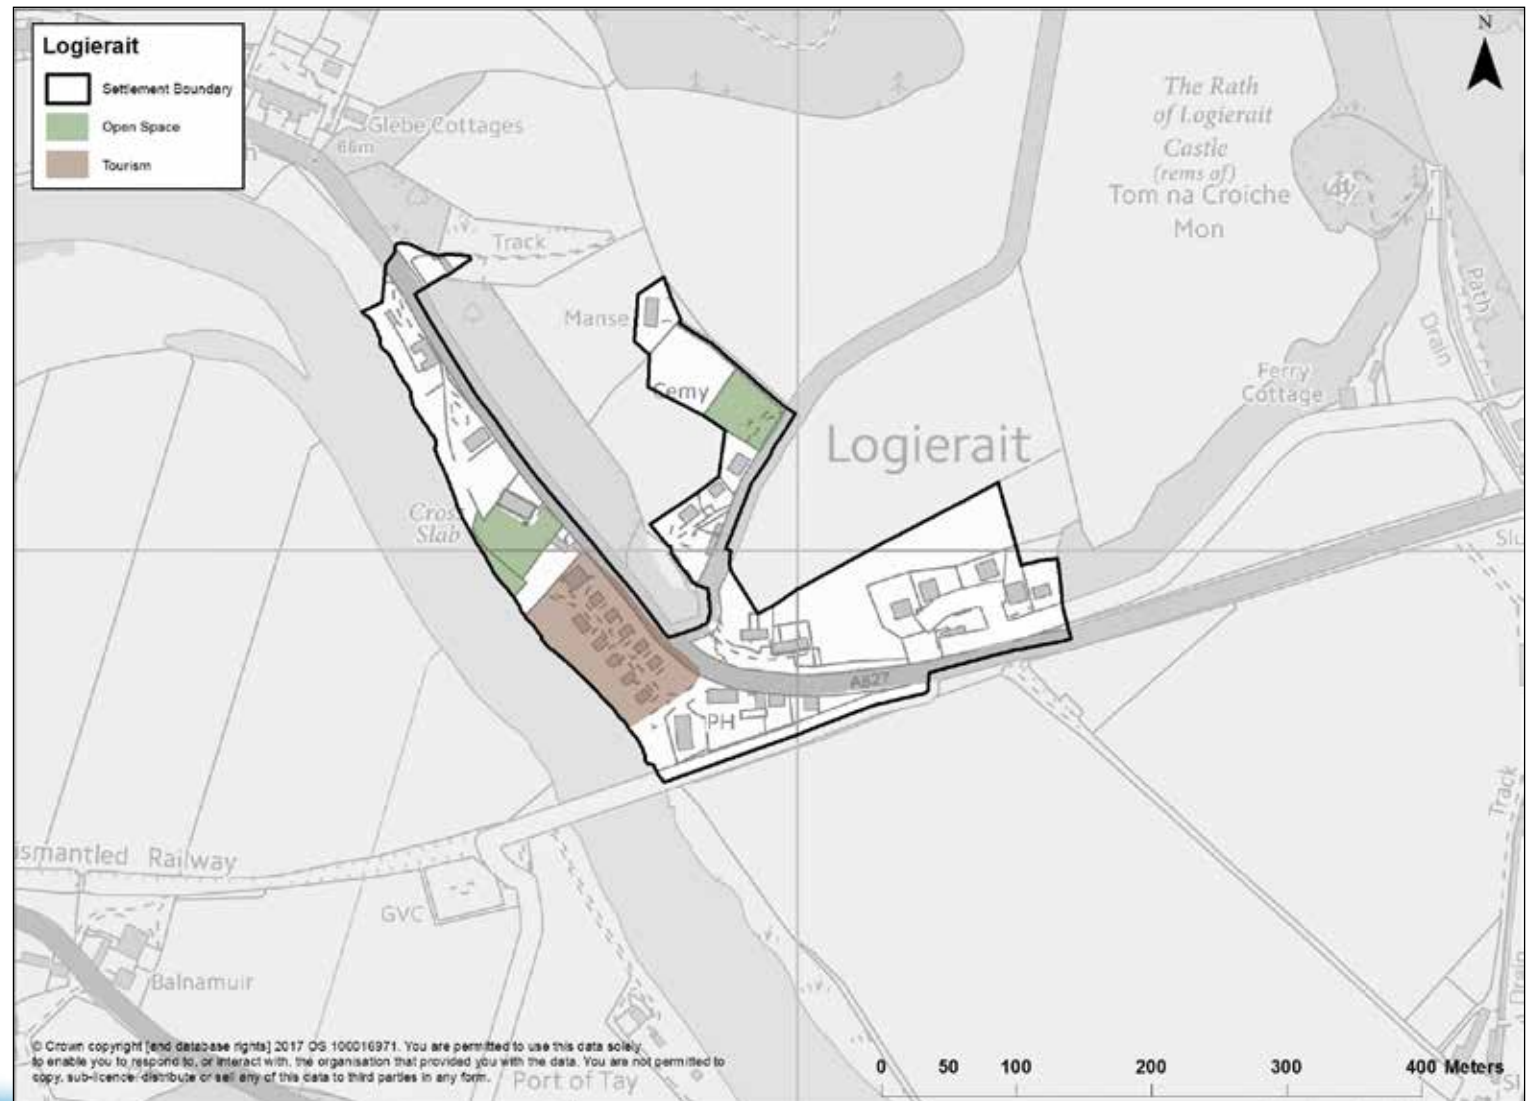 Logierait
Settlement Boundary
Open Space
Tourism
N
Glebe Cottages
66m
The Rath
of Logierait
Castle
(rems of)
Tom na Croiche
Mon
Track
Path
Manse
Drain
Cemy
Ferry
Cottage
Logierait
Cross
Slab
A827
PH
Track
ismantled Railway
GVC
Balnamuir
Drain
© Crown copyright [and database rights] 2017 OS 100016971. You are permitted to use this data solely
to enable you to respond to, or interact with, the organisation that provided you with the data. You are not permitted to
copy, sub-licence, distribute or sell any of this data to third parties in any form.
Port of Tay
0 50 100 200 300 400 Meters